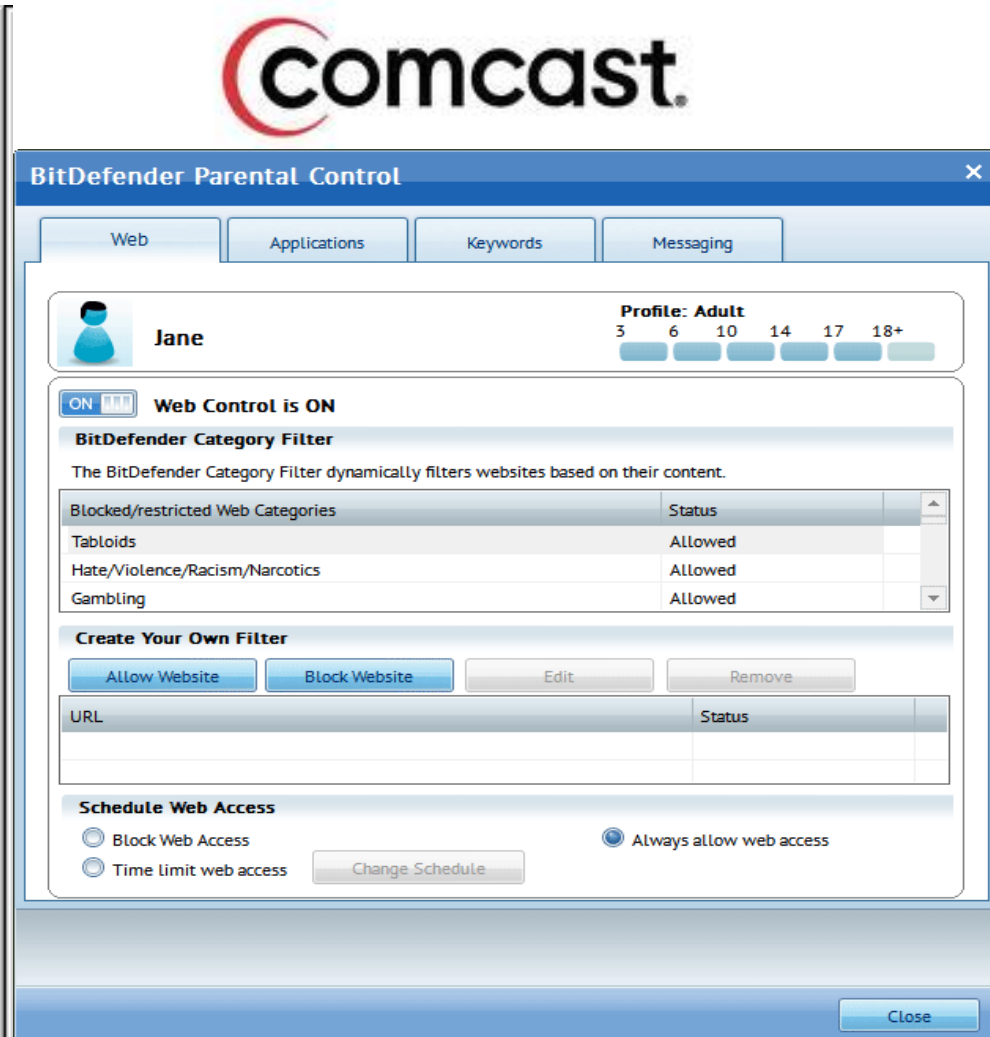 comcast.
BitDefender Parental Control
Web Applications Keywords Messaging
Jane
Profile: Adult
3 6 10 14 17 18+
ON Web Control is ON
BitDefender Category Filter
The BitDefender Category Filter dynamically filters websites based on their content.
Blocked/restricted Web Categories Status
Tabloids Allowed
Hate/Violence/Racism/Narcotics Allowed
Gambling Allowed
Create Your Own Filter
Allow Website Block Website Edit Remove
URL Status
Schedule Web Access
Block Web Access Always allow web access
Time limit web access Change Schedule
Close